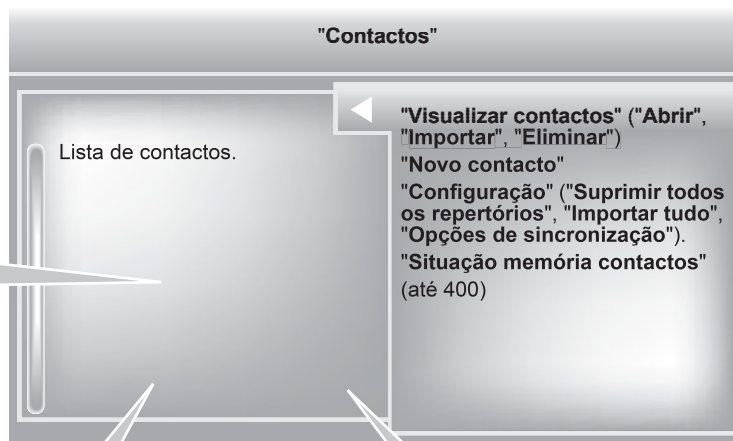 "Contactos"
Lista de contactos.
"Visualizar contactos" ("Abrir",
"Importar", "Eliminar")
"Novo contacto"
"Configuração" ("Suprimir todos
os repertórios", "Importar tudo",
"Opções de sincronização").
"Situação memória contactos"
(até 400)